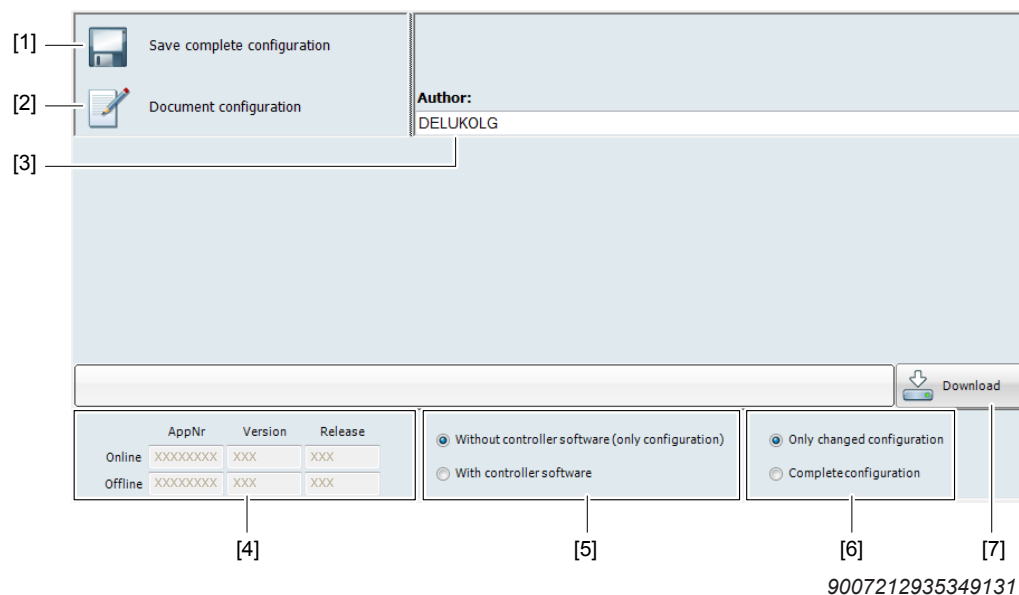 [1]
Save complete configuration
[2]
Document configuration
Author:
DELUKOLG
[3]
Download
AppNr Version Release
Online XXXXXXXX XXX XXX
Offline XXXXXXXX XXX XXX
Without controller software (only configuration)
With controller software
Only changed configuration
Complete configuration
[4] [5] [6] [7]
9007212935349131